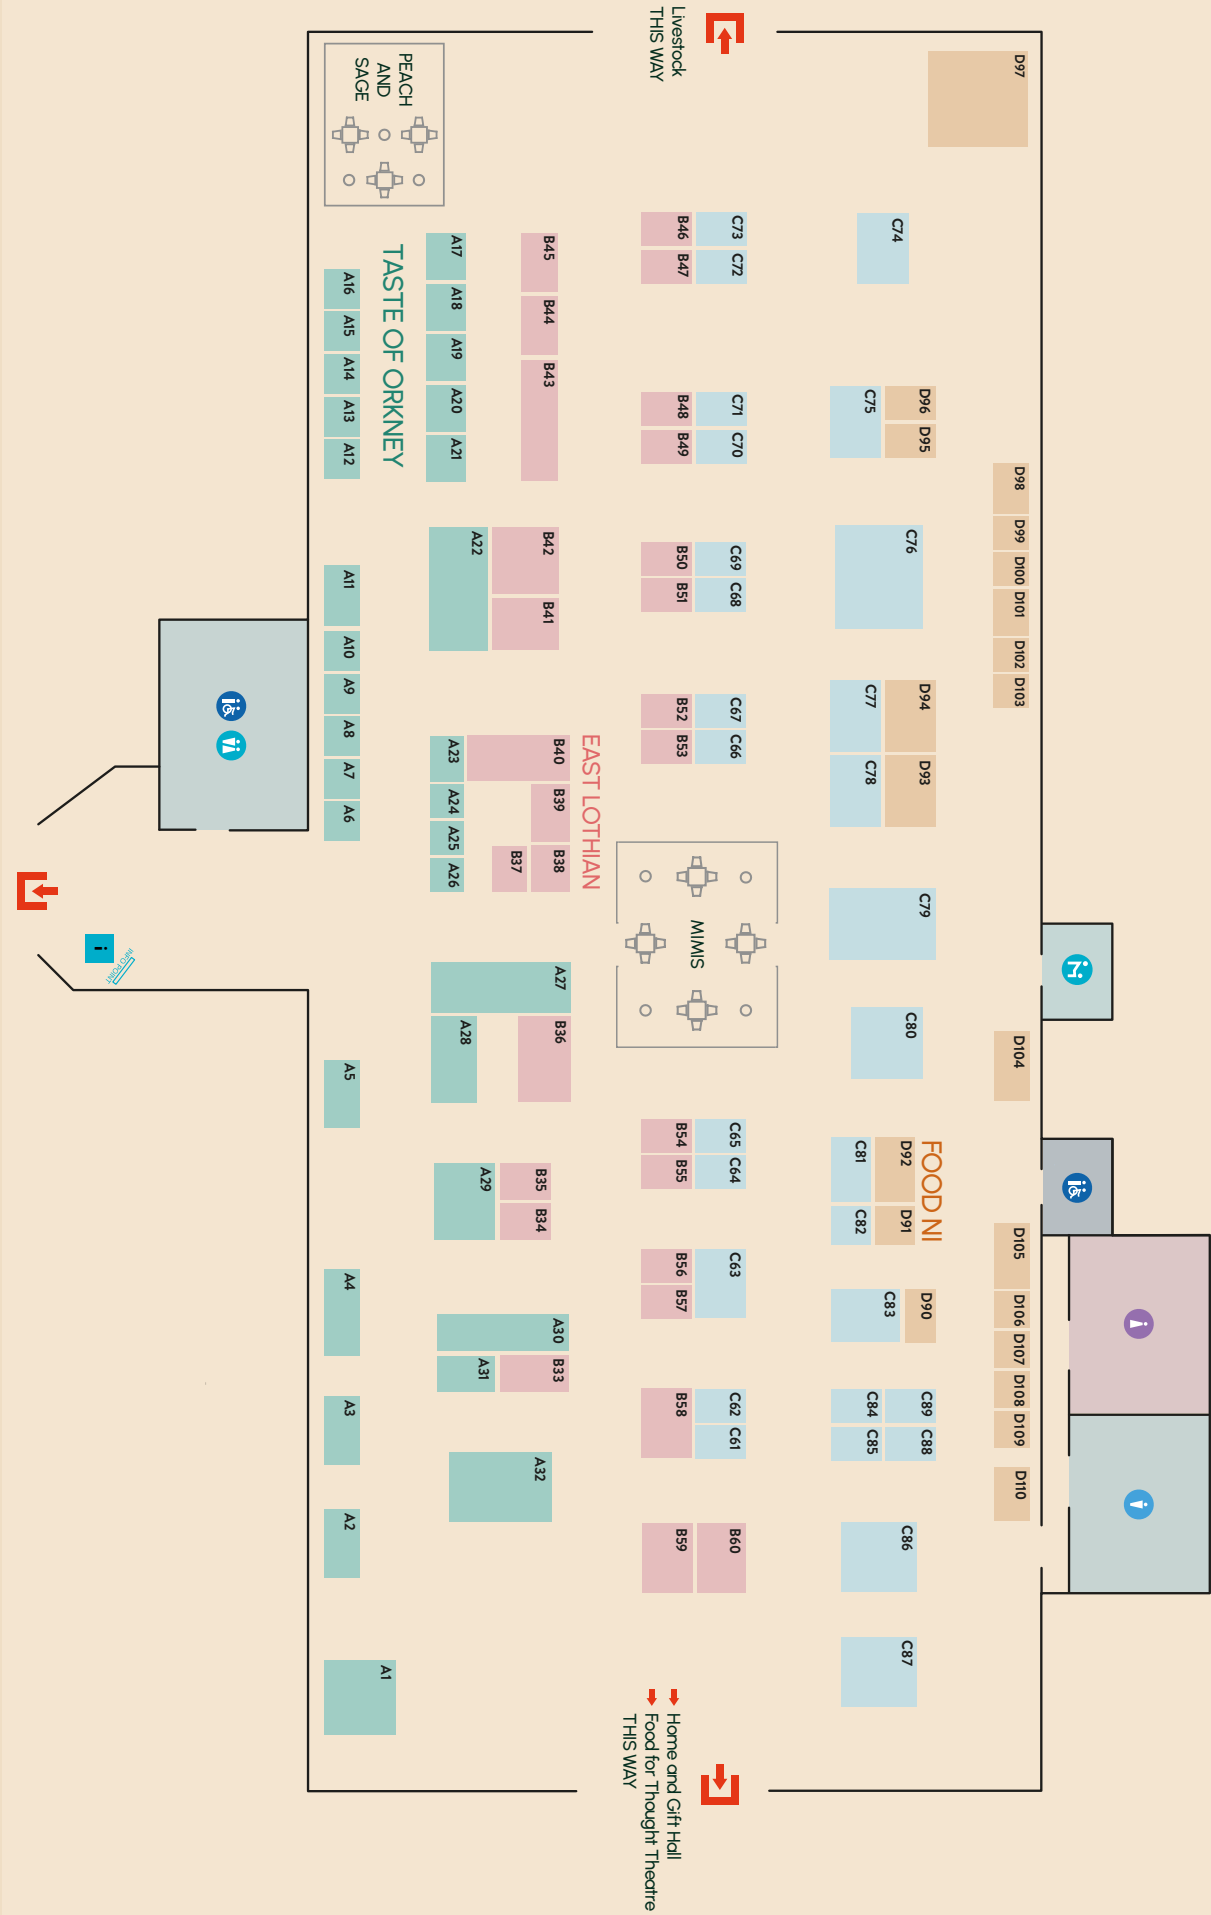 Livestock
THIS WAY
PEACH
AND
SAGE
D97
C74
C73
C72
B46
B47
B45
B44
B43
A17
A18
A19
A20
A21
TASTE OF ORKNEY
A16
A15
A14
A13
A12
D96
D95
C75
C71
C70
B48
B49
D98
D99
D100
D101
D102
D103
C76
C69
C68
B50
B51
B42
B41
A22
A11
A10
A9
A8
A7
A6
D94
D93
C77
C78
C67
C66
B52
B53
EAST LOTHIAN
B40
B39
B38
B37
A23
A24
A25
A26
MIMIS
C79
C80
i
INFO POINT
D104
A27
A28
B36
A5
FOOD NI
D92
D91
C81
C82
C65
C64
B54
B55
B35
B34
A29
D105
D106
D107
D108
D109
D110
D90
C83
C63
B56
B57
A30
A31
B33
A4
A3
C89
C88
C84
C85
C62
C61
B58
A32
A2
C86
B60
B59
C87
A1
Home and Gift Hall
Food for Thought Theatre
THIS WAY